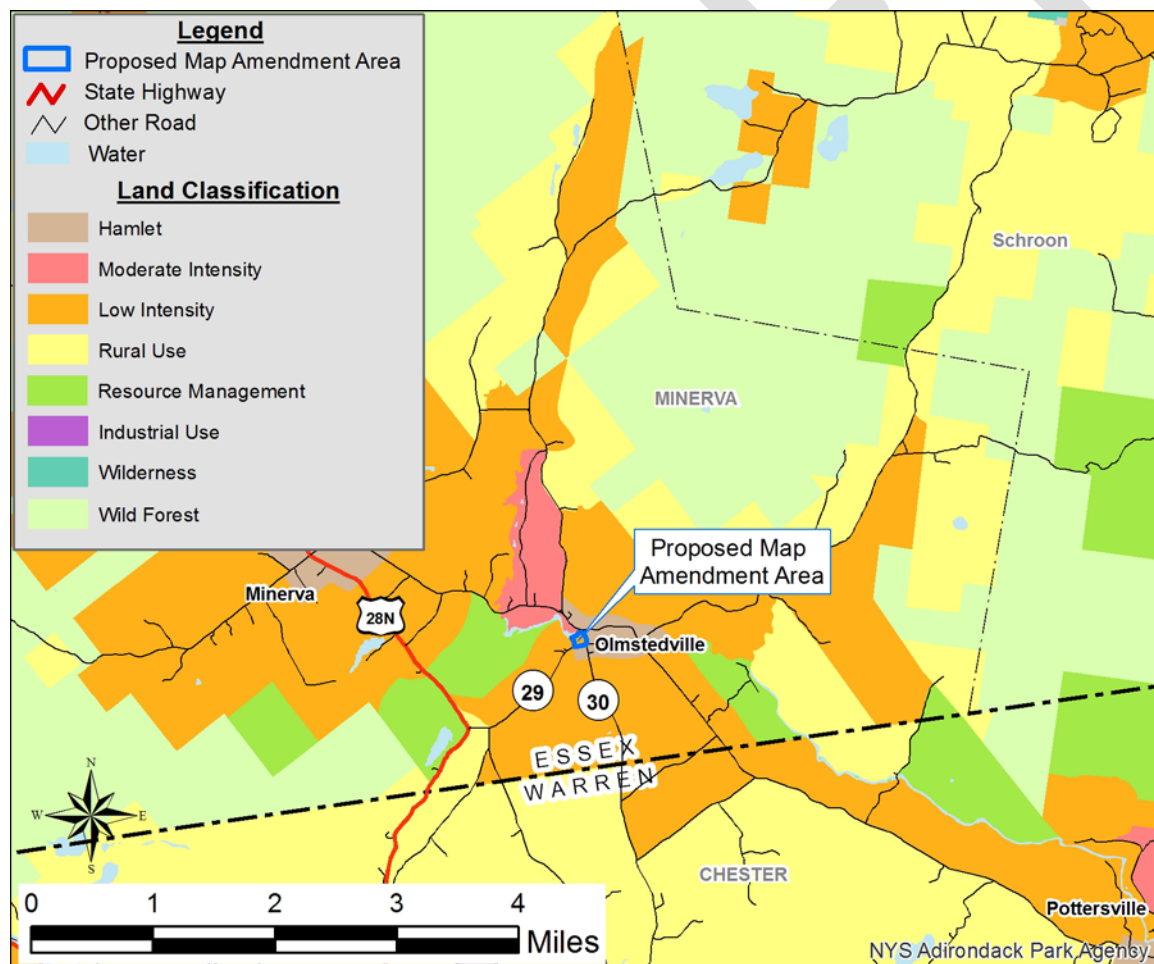 Legend
Proposed Map Amendment Area
State Highway
Other Road
Water
Land Classification
Hamlet
Moderate Intensity
Low Intensity
Rural Use
Resource Management
Industrial Use
Wilderness
Wild Forest
Schroon
MINERVA
Proposed Map
Amendment Area
Minerva
28N
Olmstedville
29
30
ESSEX
WARREN
N
W
E
S
CHESTER
0 1 2 3 4
Miles
Pottersville
NYS Adirondack Park Agency